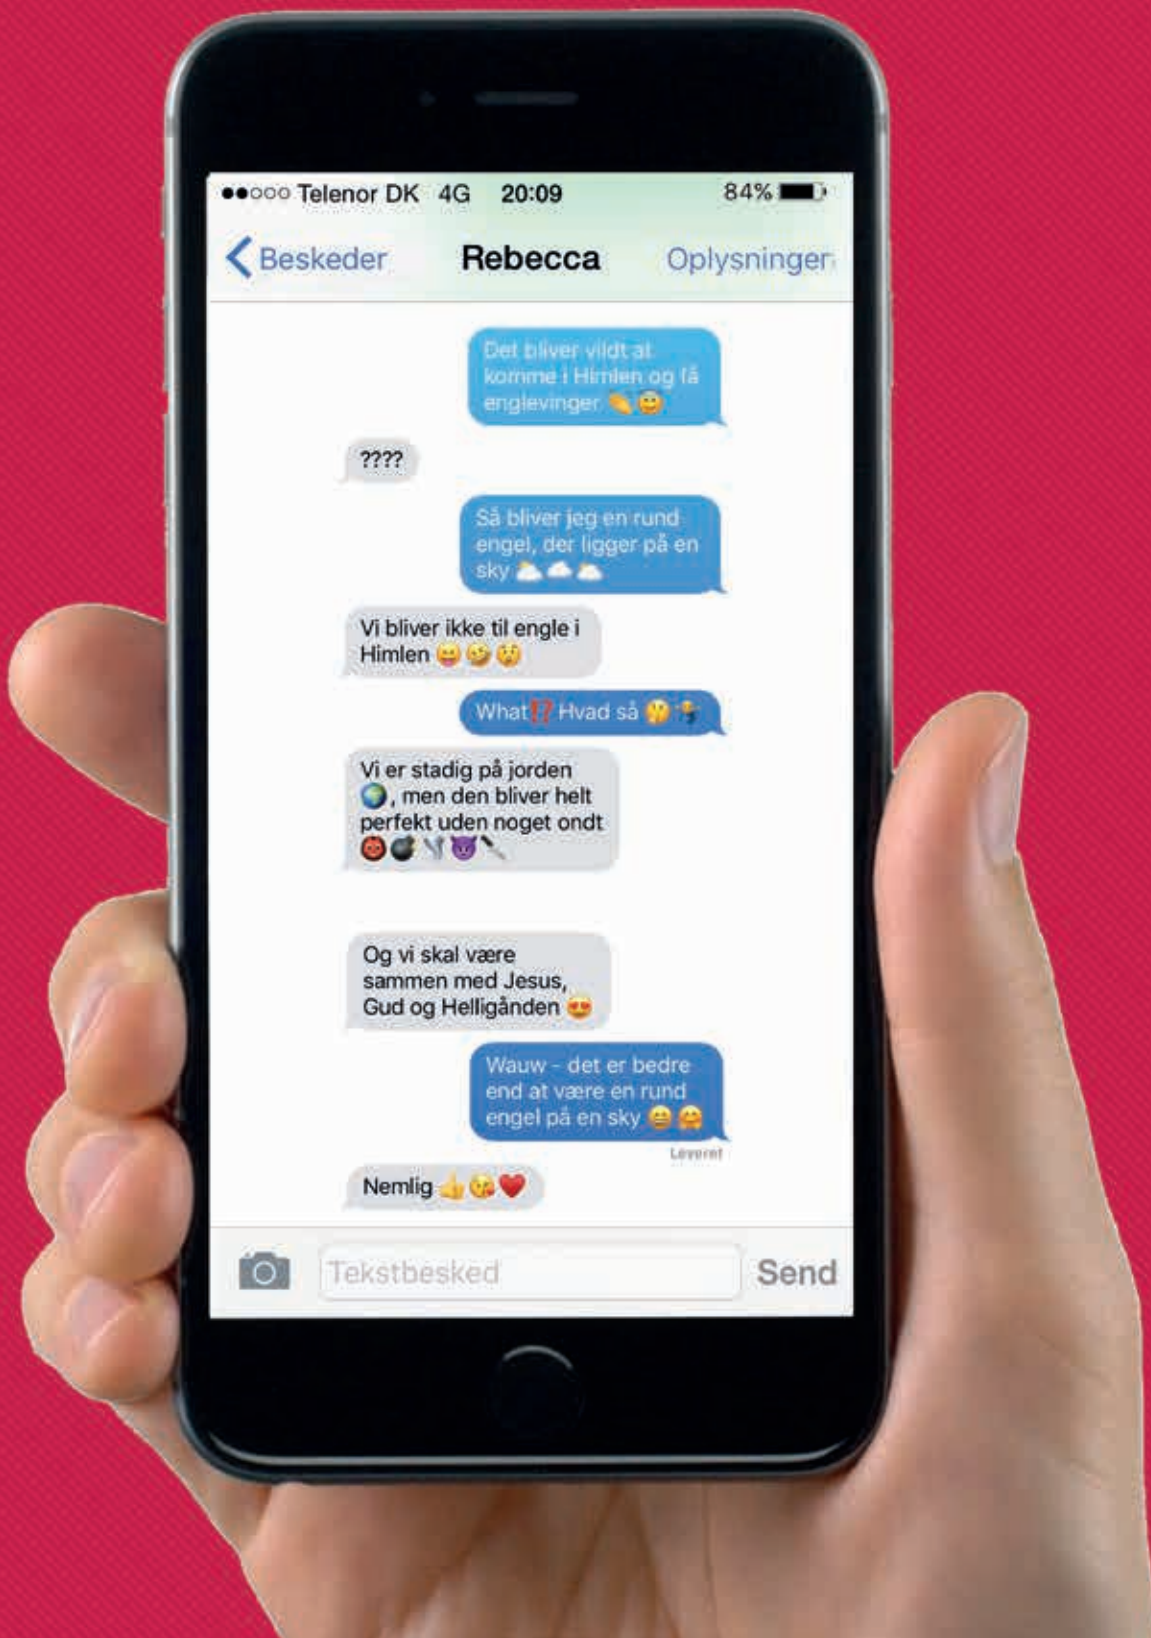 Telenor DK 4G 20:09 84%
Beskeder Rebecca Oplysninger
Det bliver vildt at
komme i Himlen og få
englevinger 👏😇
????
Så bliver jeg en rund
engel, der ligger på en
sky 🌥☁🌥
Vi bliver ikke til engle i
Himlen 😛🤣😲
What⁉️ Hvad så 🤔🤷
Vi er stadig på jorden
🌍, men den bliver helt
perfekt uden noget ondt
👹💣🔪😈🔪
Og vi skal være
sammen med Jesus,
Gud og Helligånden 😍
Wauw - det er bedre
end at være en rund
engel på en sky 😄🤗
Leveret
Nemlig 👍😘❤️
Tekstbesked Send